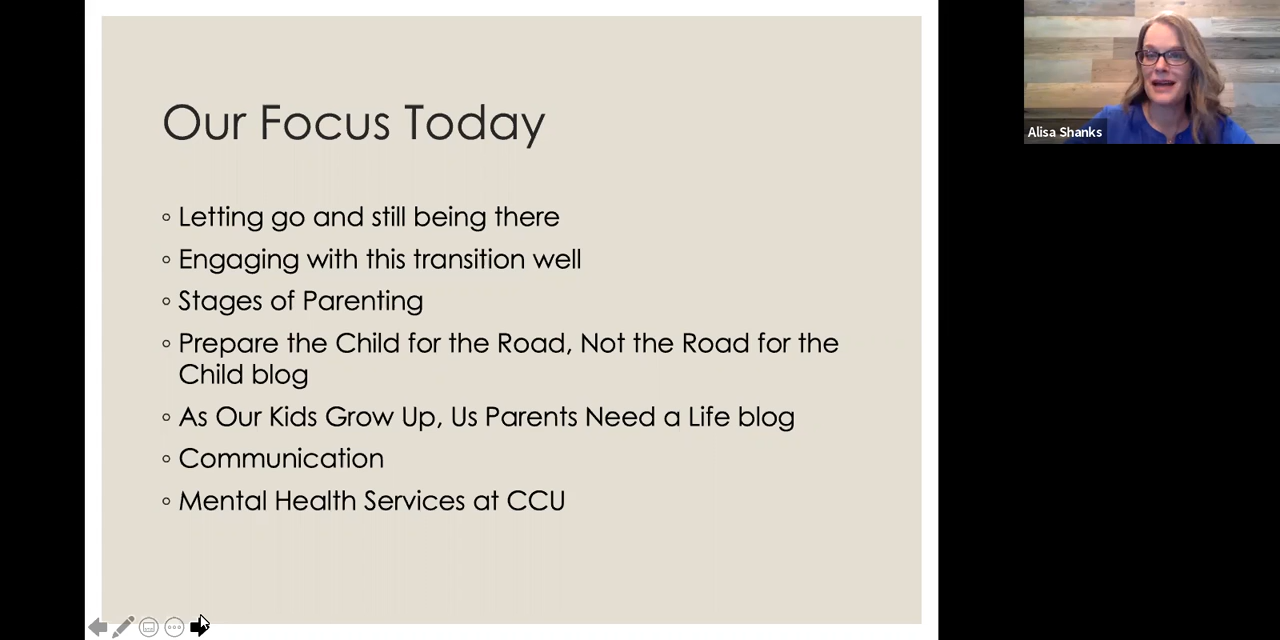 Our Focus Today
◦ Letting go and still being there
◦ Engaging with this transition well
◦ Stages of Parenting
◦ Prepare the Child for the Road, Not the Road for the
Child blog
◦ As Our Kids Grow Up, Us Parents Need a Life blog
◦ Communication
◦ Mental Health Services at CCU
Alisa Shanks